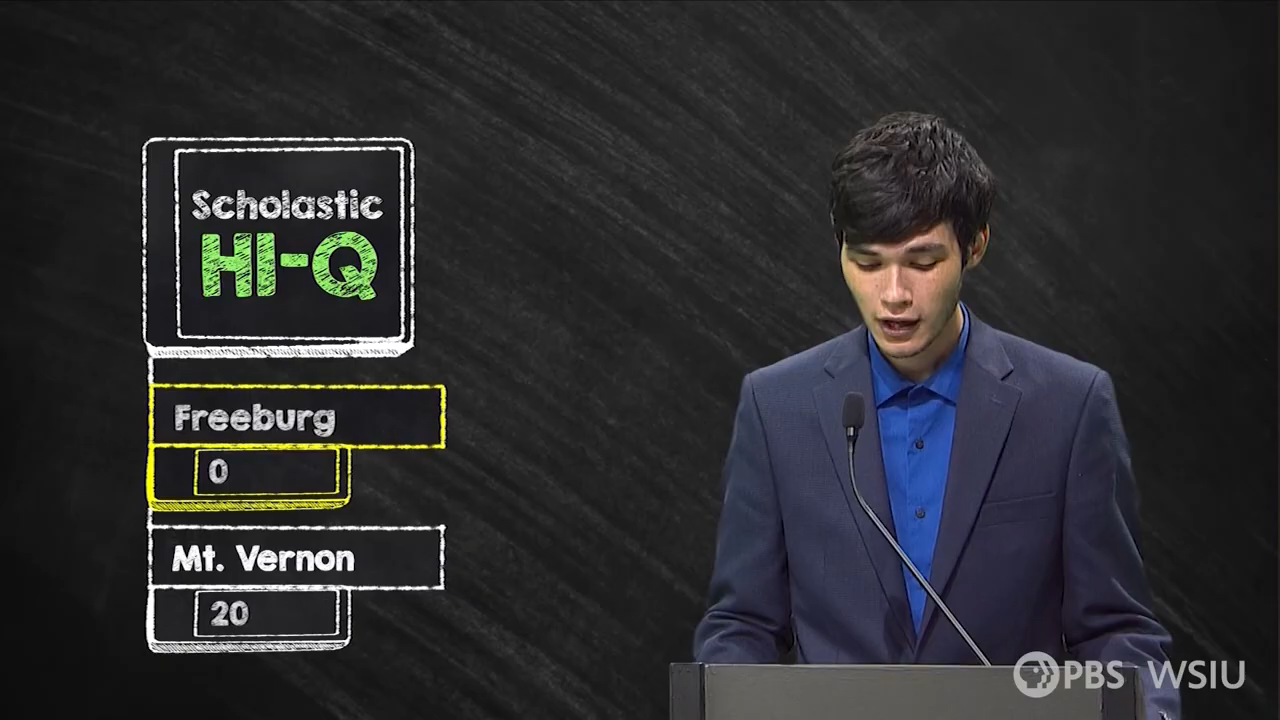 Scholastic
HI-Q
Freeburg
0
Mt. Vernon
20
PBS WSIU